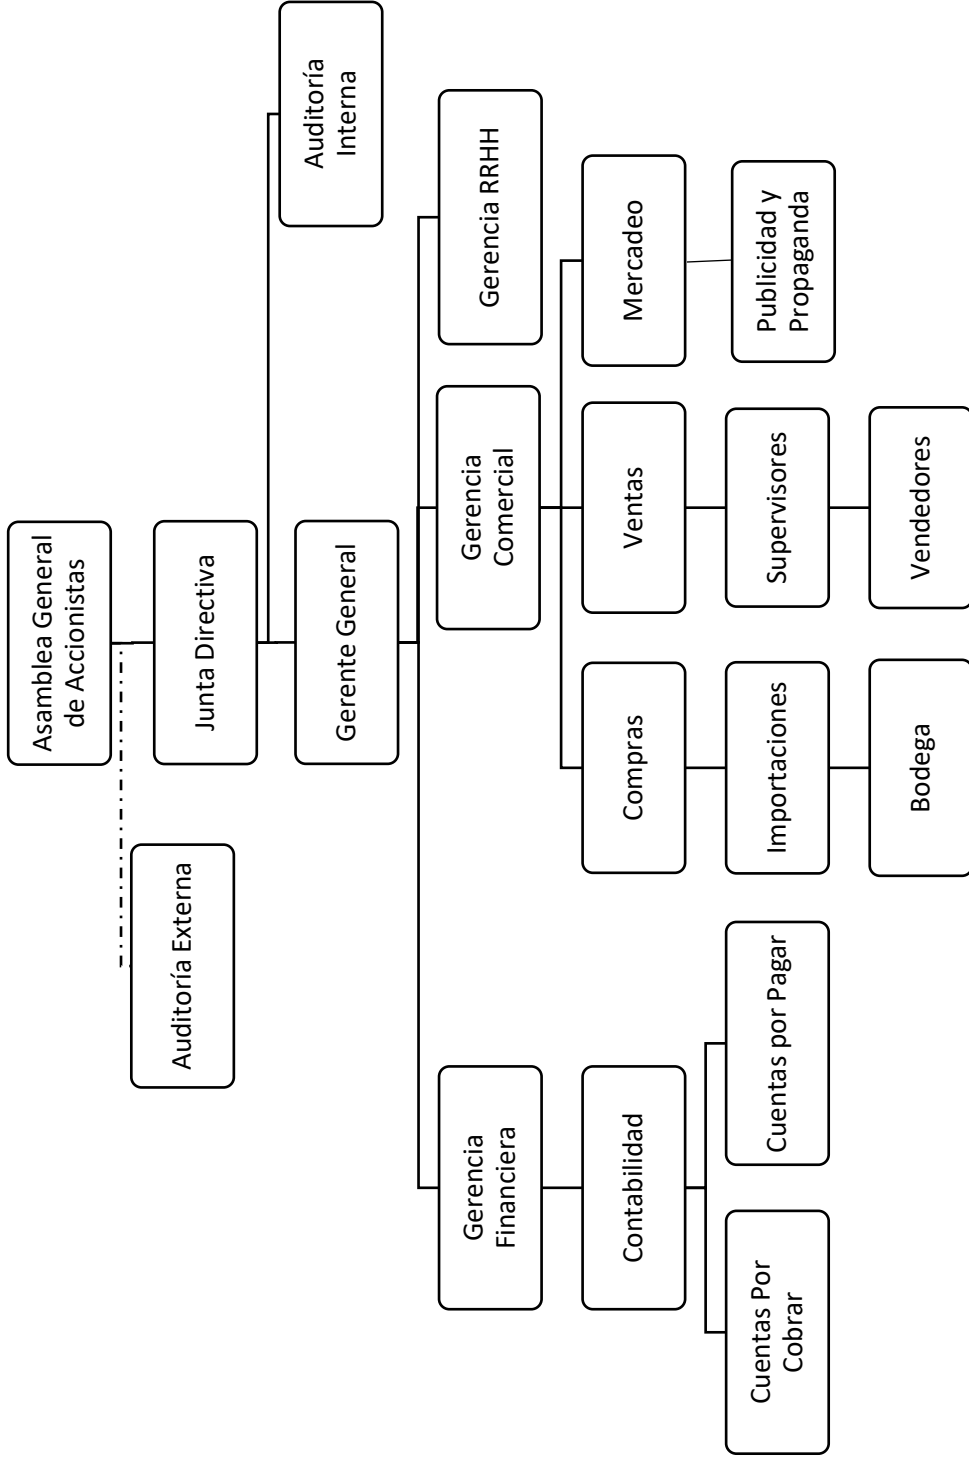 Asamblea General
de Accionistas
Auditoría Externa
Junta Directiva
Auditoría
Interna
Gerente General
Gerencia
Financiera
Gerencia
Comercial
Gerencia RRHH
Contabilidad
Compras
Ventas
Mercadeo
Cuentas Por
Cobrar
Cuentas por Pagar
Importaciones
Supervisores
Publicidad y
Propaganda
Bodega
Vendedores